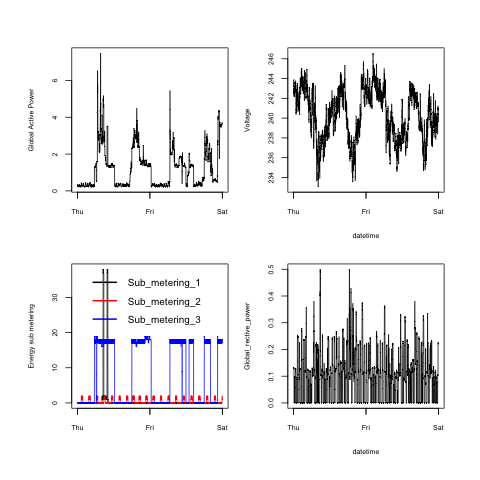 Global Active Power
0 2 4 6
Thu Fri Sat
Voltage
234 238 240 242 246
Thu Fri Sat
datetime
Energy sub metering
0 10 20 30
Sub_metering_1
Sub_metering_2
Sub_metering_3
Thu Fri Sat
Global_rective_power
0.0 0.1 0.2 0.3 0.4 0.5
Thu Fri Sat
datetime